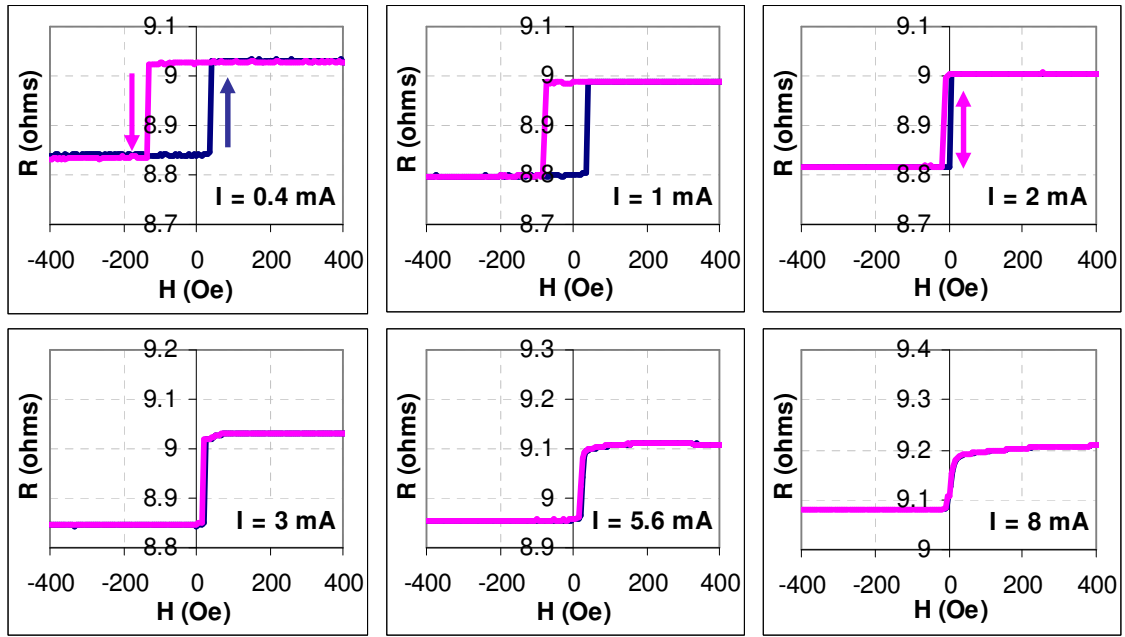 9.1
9
8.9
8.8
8.7
R (ohms)
I = 0.4 mA
-400 -200 0 200 400
H (Oe)
9.1
9
8.9
8.8
8.7
R (ohms)
I = 1 mA
-400 -200 0 200 400
H (Oe)
9.1
9
8.9
8.8
8.7
R (ohms)
I = 2 mA
-400 -200 0 200 400
H (Oe)
9.2
9.1
9
8.9
8.8
R (ohms)
I = 3 mA
-400 -200 0 200 400
H (Oe)
9.3
9.2
9.1
9
8.9
R (ohms)
I = 5.6 mA
-400 -200 0 200 400
H (Oe)
9.4
9.3
9.2
9.1
9
R (ohms)
I = 8 mA
-400 -200 0 200 400
H (Oe)